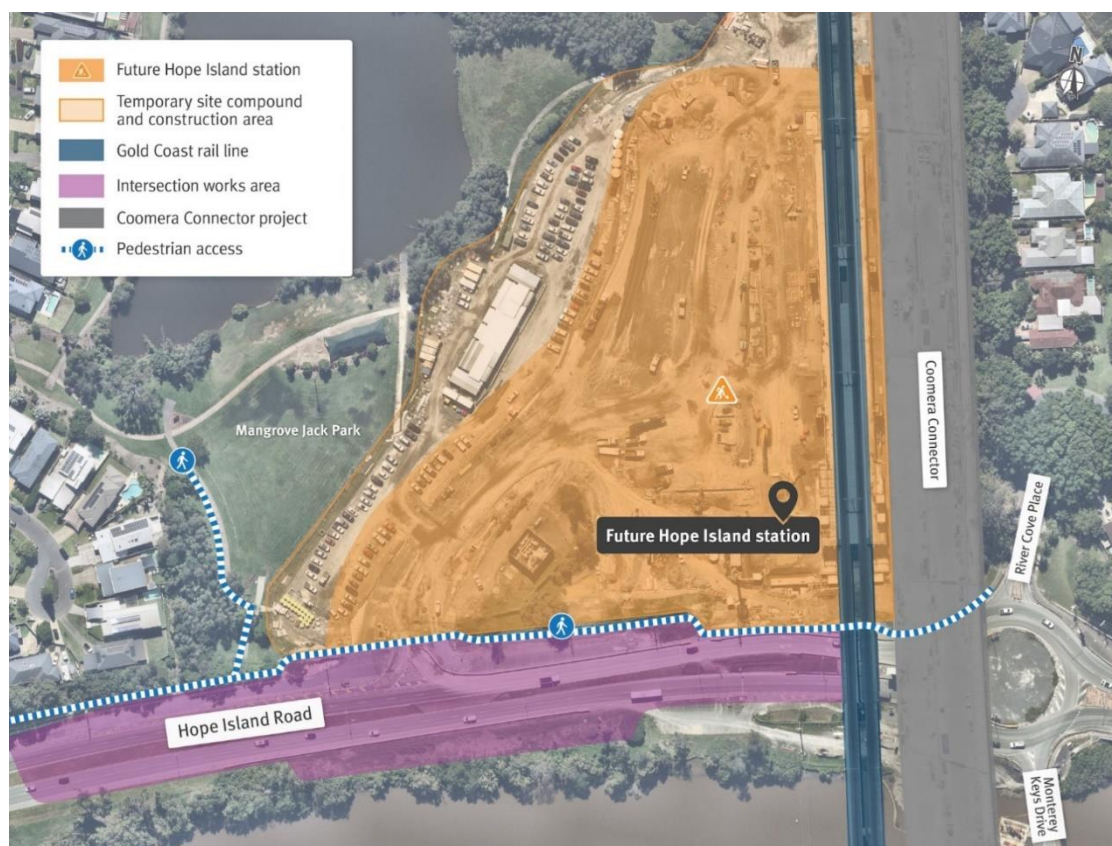 Future Hope Island station
Temporary site compound
and construction area
Gold Coast rail line
Intersection works area
Coomera Connector project
Pedestrian access
N
Mangrove Jack Park
Coomera Connector
Future Hope Island station
River Cove Place
Hope Island Road
Monterey
Keys Drive